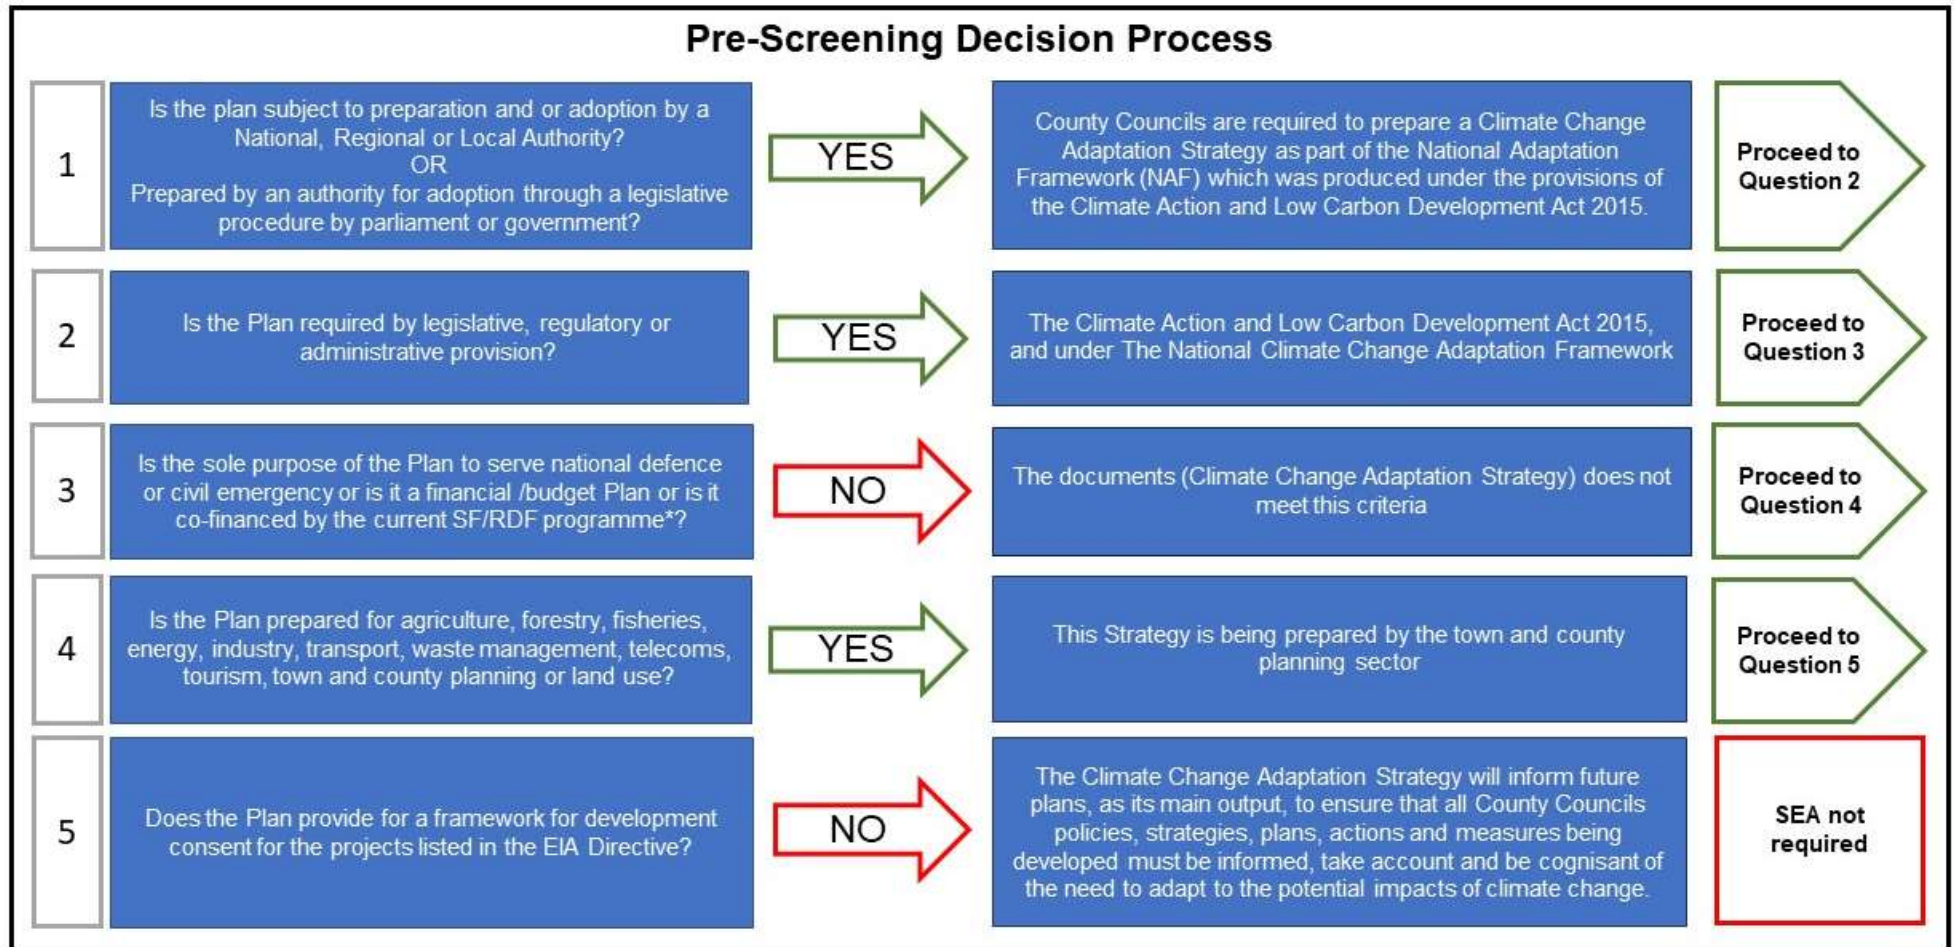 Pre-Screening Decision Process
1
Is the plan subject to preparation and or adoption by a
National, Regional or Local Authority?
OR
Prepared by an authority for adoption through a legislative
procedure by parliament or government?
YES
County Councils are required to prepare a Climate Change
Adaptation Strategy as part of the National Adaptation
Framework (NAF) which was produced under the provisions of
the Climate Action and Low Carbon Development Act 2015.
Proceed to
Question 2
2
Is the Plan required by legislative, regulatory or
administrative provision?
YES
The Climate Action and Low Carbon Development Act 2015,
and under The National Climate Change Adaptation Framework
Proceed to
Question 3
3
Is the sole purpose of the Plan to serve national defence
or civil emergency or is it a financial /budget Plan or is it
co-financed by the current SF/RDF programme*?
NO
The documents (Climate Change Adaptation Strategy) does not
meet this criteria
Proceed to
Question 4
4
Is the Plan prepared for agriculture, forestry, fisheries,
energy, industry, transport, waste management, telecoms,
tourism, town and county planning or land use?
YES
This Strategy is being prepared by the town and county
planning sector
Proceed to
Question 5
5
Does the Plan provide for a framework for development
consent for the projects listed in the EIA Directive?
NO
The Climate Change Adaptation Strategy will inform future
plans, as its main output, to ensure that all County Councils
policies, strategies, plans, actions and measures being
developed must be informed, take account and be cognisant of
the need to adapt to the potential impacts of climate change.
SEA not
required